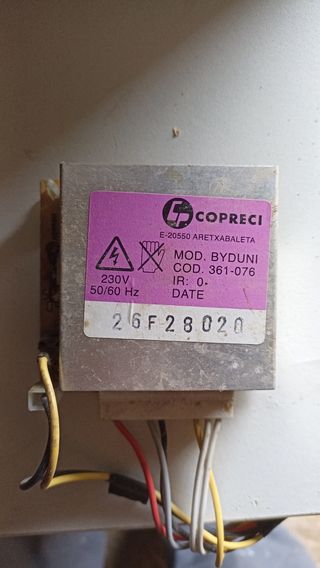 COPRECI
E-20550 ARETXABALETA
MOD. BYDUNI
COD. 361-076
230V IR: 0-
50/60 Hz DATE
26F28020